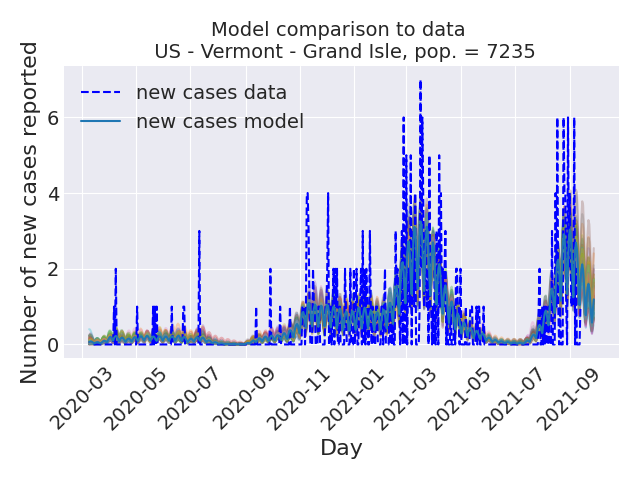 Model comparison to data
US - Vermont - Grand Isle, pop. = 7235
Number of new cases reported
new cases data
new cases model
6
4
2
0
2020-03
2020-05
2020-07
2020-09
2020-11
2021-01
2021-03
2021-05
2021-07
2021-09
Day